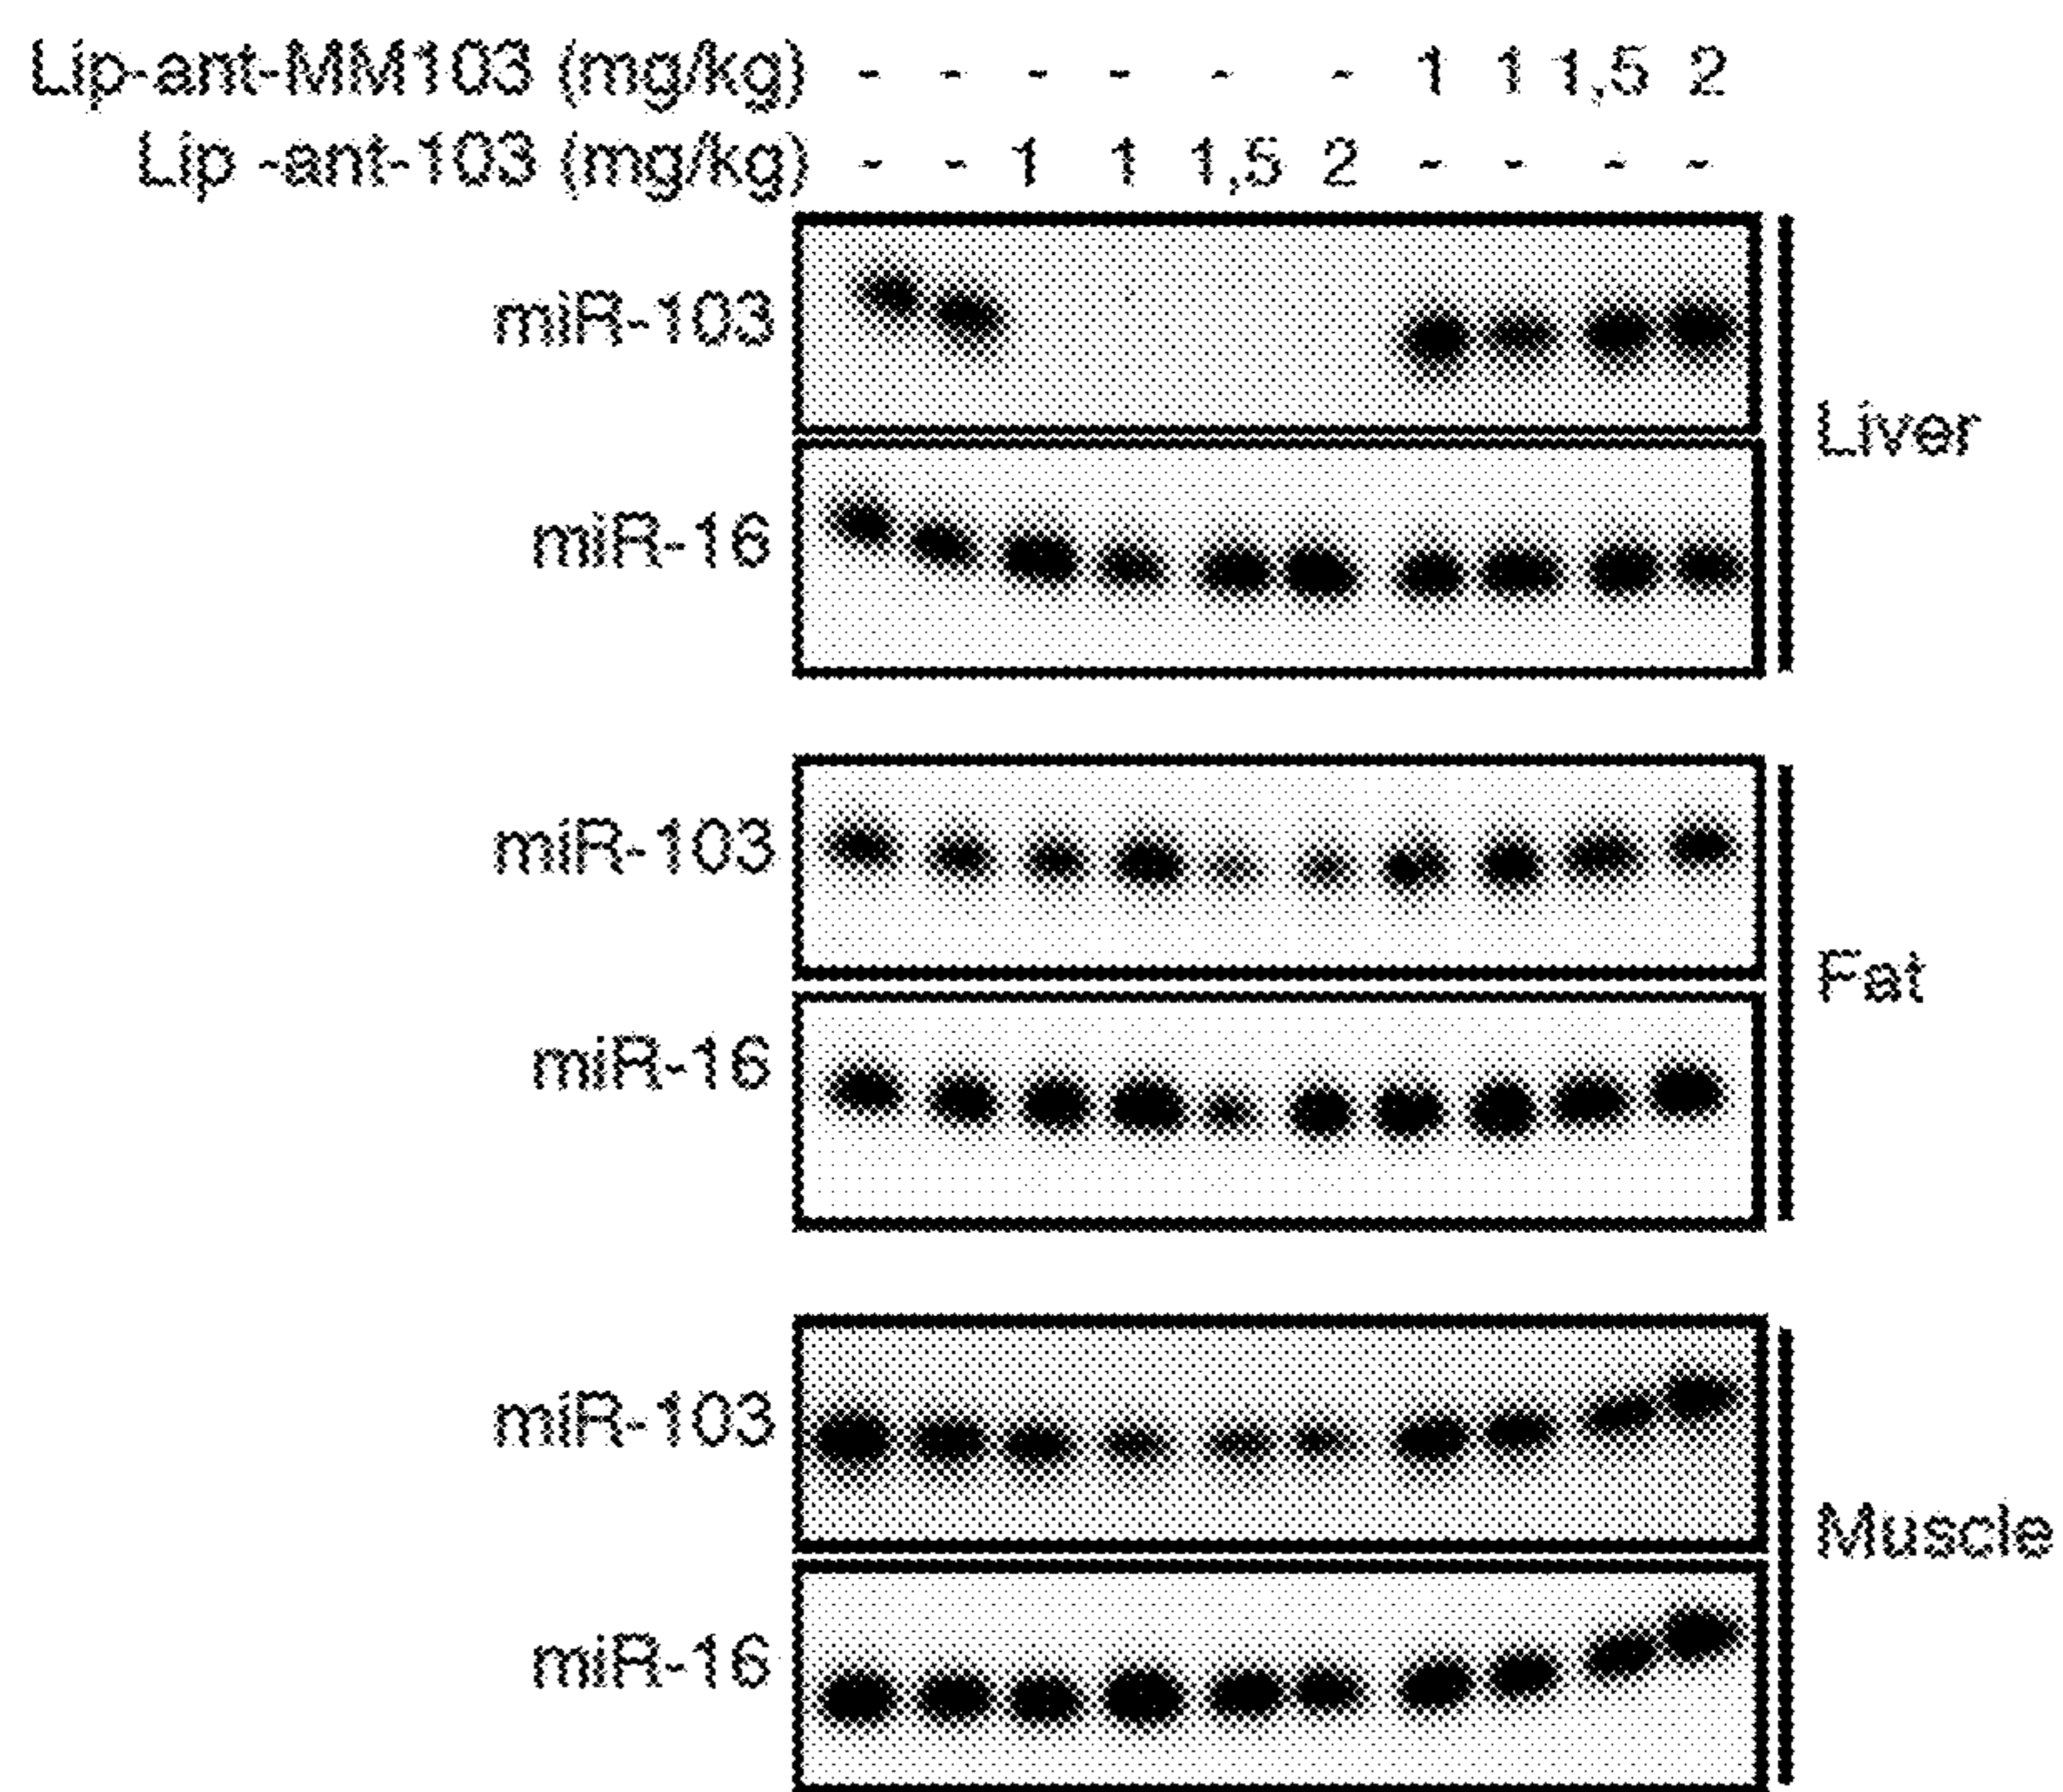 Lip-ant-MM103 (mg/kg) - - - - - - 1 1 1,5 2
Lip -ant-103 (mg/kg) - - 1 1 1,5 2 - - - -
miR-103
Liver
miR-16
miR-103
Fat
miR-16
miR-103
Muscle
miR-16